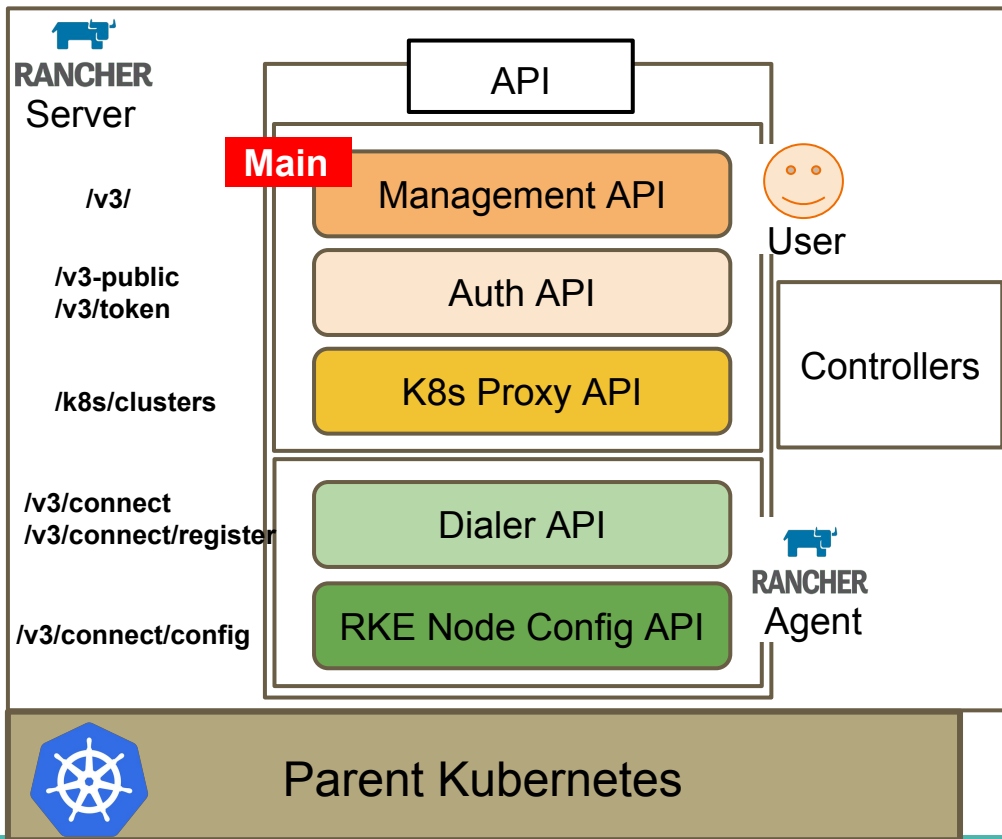 RANCHER
Server
API
Main
/v3/
Management API
User
/v3-public
/v3/token
Auth API
Controllers
/k8s/clusters
K8s Proxy API
/v3/connect
/v3/connect/register
Dialer API
RANCHER
Agent
/v3/connect/config
RKE Node Config API
Parent Kubernetes